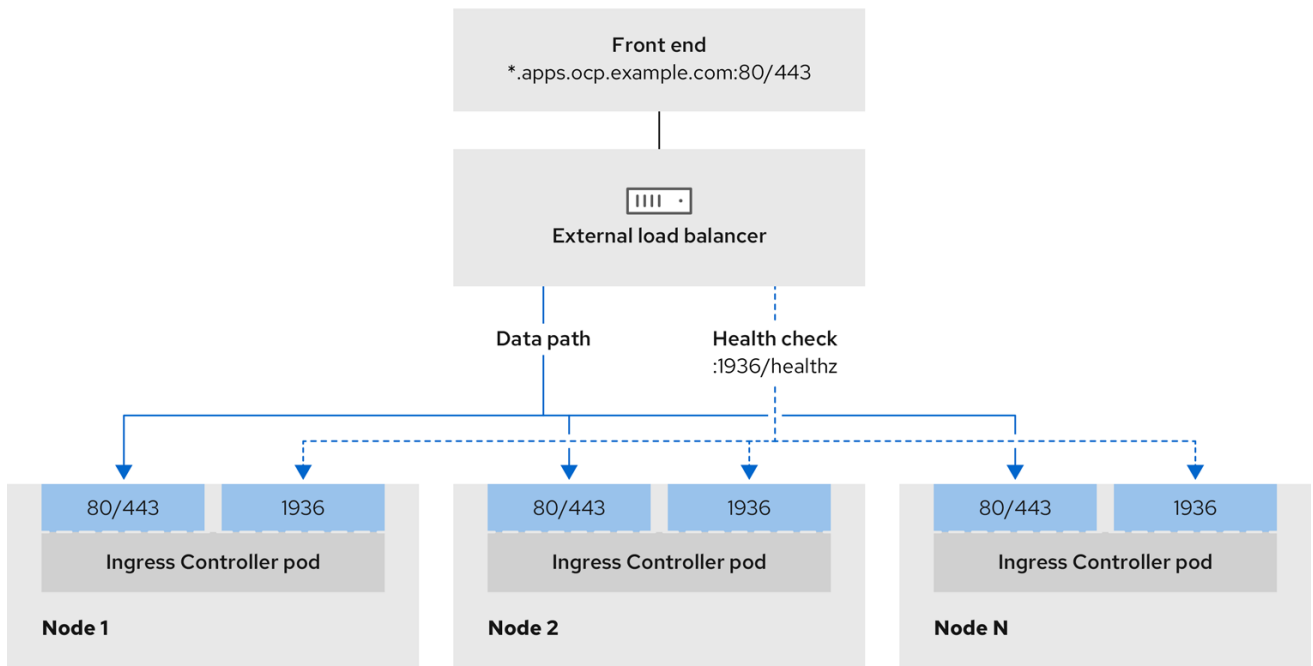 Front end
*.apps.ocp.example.com:80/443
External load balancer
Data path
Health check
:1936/healthz
80/443
1936
80/443
1936
80/443
1936
Ingress Controller pod
Ingress Controller pod
Ingress Controller pod
Node 1
Node 2
Node N